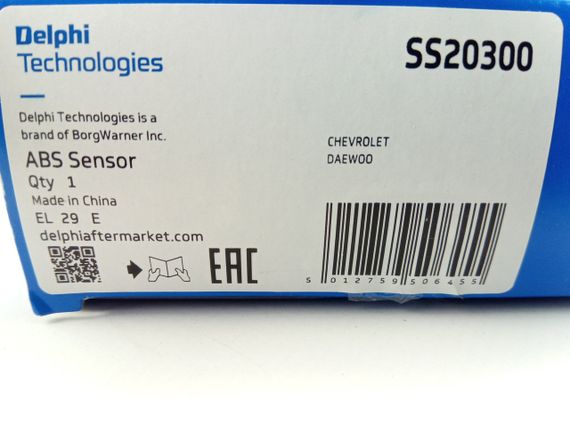 Delphi
Technologies
SS20300
Delphi Technologies is a
brand of BorgWarner Inc.
ABS Sensor
Qty 1
Made in China
EL 29 E
delphiaftermarket.com
CHEVROLET
DAEWOO
EAC
5 012759 506455